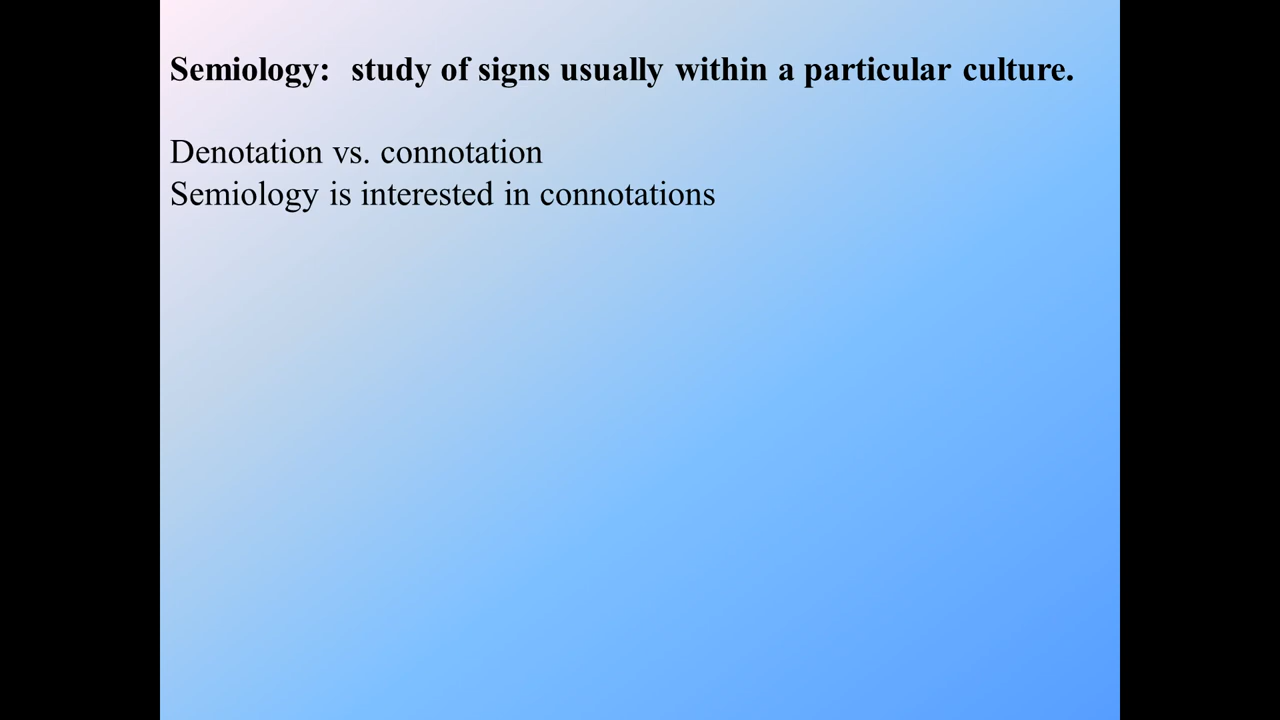 Semiology:  study of signs usually within a particular culture.
Denotation vs. connotation
Semiology is interested in connotations